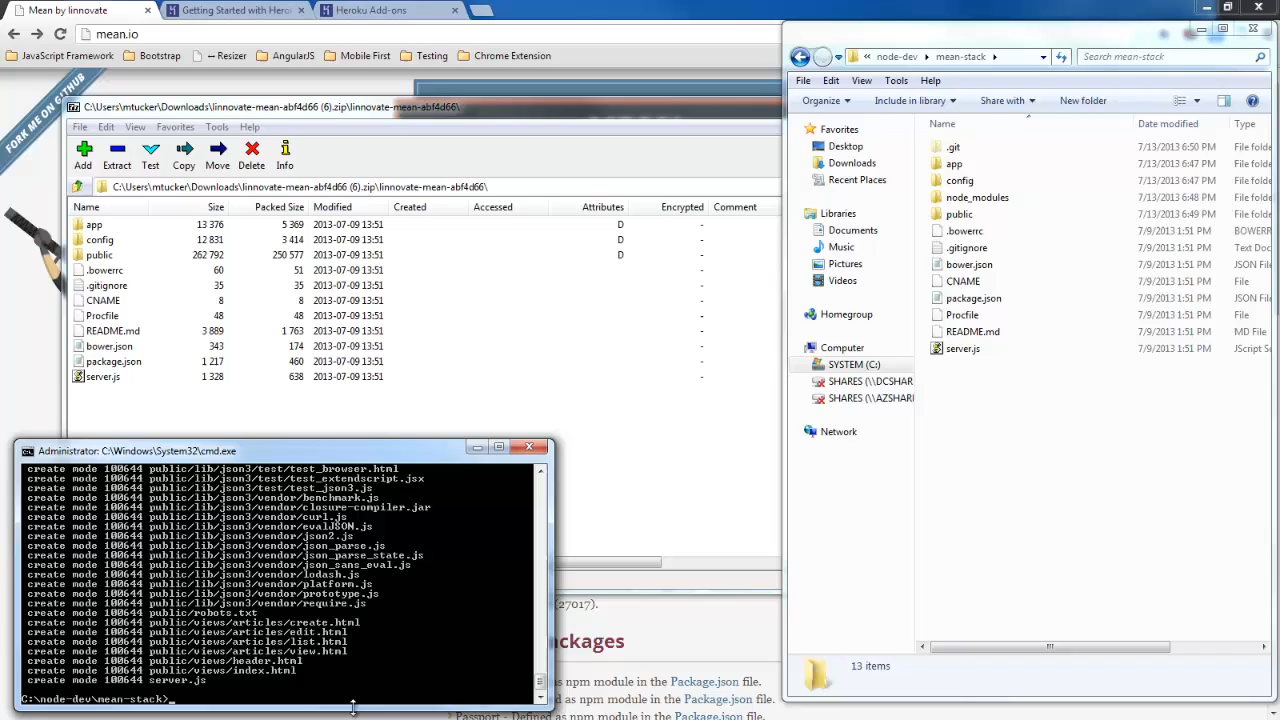 Mean by linnovate
Getting Started with Hero
Heroku Add-ons
mean.io
JavaScript Framework
Bootstrap
Resizer
AngularJS
Mobile First
Testing
Chrome Extension
FORK ME ON GITHUB
C:\Users\mtucker\Downloads\linnovate-mean-abf4d66 (6).zip\linnovate-mean-abf4d66\
File Edit View Favorites Tools Help
Add Extract Test Copy Move Delete Info
C:\Users\mtucker\Downloads\linnovate-mean-abf4d66 (6).zip\linnovate-mean-abf4d66\
Name Size Packed Size Modified Created Accessed Attributes Encrypted Comment
app 13 376 5 369 2013-07-09 13:51 D -
config 12 831 3 414 2013-07-09 13:51 D -
public 262 792 250 577 2013-07-09 13:51 D -
.bowerrc 60 51 2013-07-09 13:51 -
.gitignore 35 35 2013-07-09 13:51 -
CNAME 8 8 2013-07-09 13:51 -
Procfile 48 48 2013-07-09 13:51 -
README.md 3 889 1 763 2013-07-09 13:51 -
bower.json 343 174 2013-07-09 13:51 -
package.json 1 217 460 2013-07-09 13:51 -
server.js 1 328 638 2013-07-09 13:51 -
Administrator: C:\Windows\System32\cmd.exe
create mode 100644 public/lib/json3/test/test_browser.html
create mode 100644 public/lib/json3/test/test_extendscript.jsx
create mode 100644 public/lib/json3/test/test_json3.js
create mode 100644 public/lib/json3/vendor/benchmark.js
create mode 100644 public/lib/json3/vendor/closure-compiler.jar
create mode 100644 public/lib/json3/vendor/curl.js
create mode 100644 public/lib/json3/vendor/evalJSON.js
create mode 100644 public/lib/json3/vendor/json2.js
create mode 100644 public/lib/json3/vendor/json_parse.js
create mode 100644 public/lib/json3/vendor/json_parse_state.js
create mode 100644 public/lib/json3/vendor/json_sans_eval.js
create mode 100644 public/lib/json3/vendor/lodash.js
create mode 100644 public/lib/json3/vendor/platform.js
create mode 100644 public/lib/json3/vendor/prototype.js
create mode 100644 public/lib/json3/vendor/require.js
create mode 100644 public/robots.txt
create mode 100644 public/views/articles/create.html
create mode 100644 public/views/articles/edit.html
create mode 100644 public/views/articles/list.html
create mode 100644 public/views/articles/view.html
create mode 100644 public/views/header.html
create mode 100644 public/views/index.html
create mode 100644 server.js
C:\node-dev\mean-stack>_
(27017).
ackages
as npm module in the Package.json file.
ed as npm module in the Package.json file.
Passport - Defined as npm module in the Package.json file.
« node-dev mean-stack
Search mean-stack
File Edit View Tools Help
Organize Include in library Share with New folder
Favorites
Desktop
Downloads
Recent Places
Libraries
Documents
Music
Pictures
Videos
Homegroup
Computer
SYSTEM (C:)
SHARES (\\DCSHAR
SHARES (\\AZSHARI
Network
Name Date modified Type
.git 7/13/2013 6:50 PM File folde
app 7/13/2013 6:47 PM File folde
config 7/13/2013 6:47 PM File folde
node_modules 7/13/2013 6:48 PM File folde
public 7/13/2013 6:49 PM File folde
.bowerrc 7/9/2013 1:51 PM BOWERR
.gitignore 7/9/2013 1:51 PM Text Doc
bower.json 7/9/2013 1:51 PM JSON Fil
CNAME 7/9/2013 1:51 PM File
package.json 7/9/2013 1:51 PM JSON Fil
Procfile 7/9/2013 1:51 PM File
README.md 7/9/2013 1:51 PM MD File
server.js 7/9/2013 1:51 PM JScript S
13 items